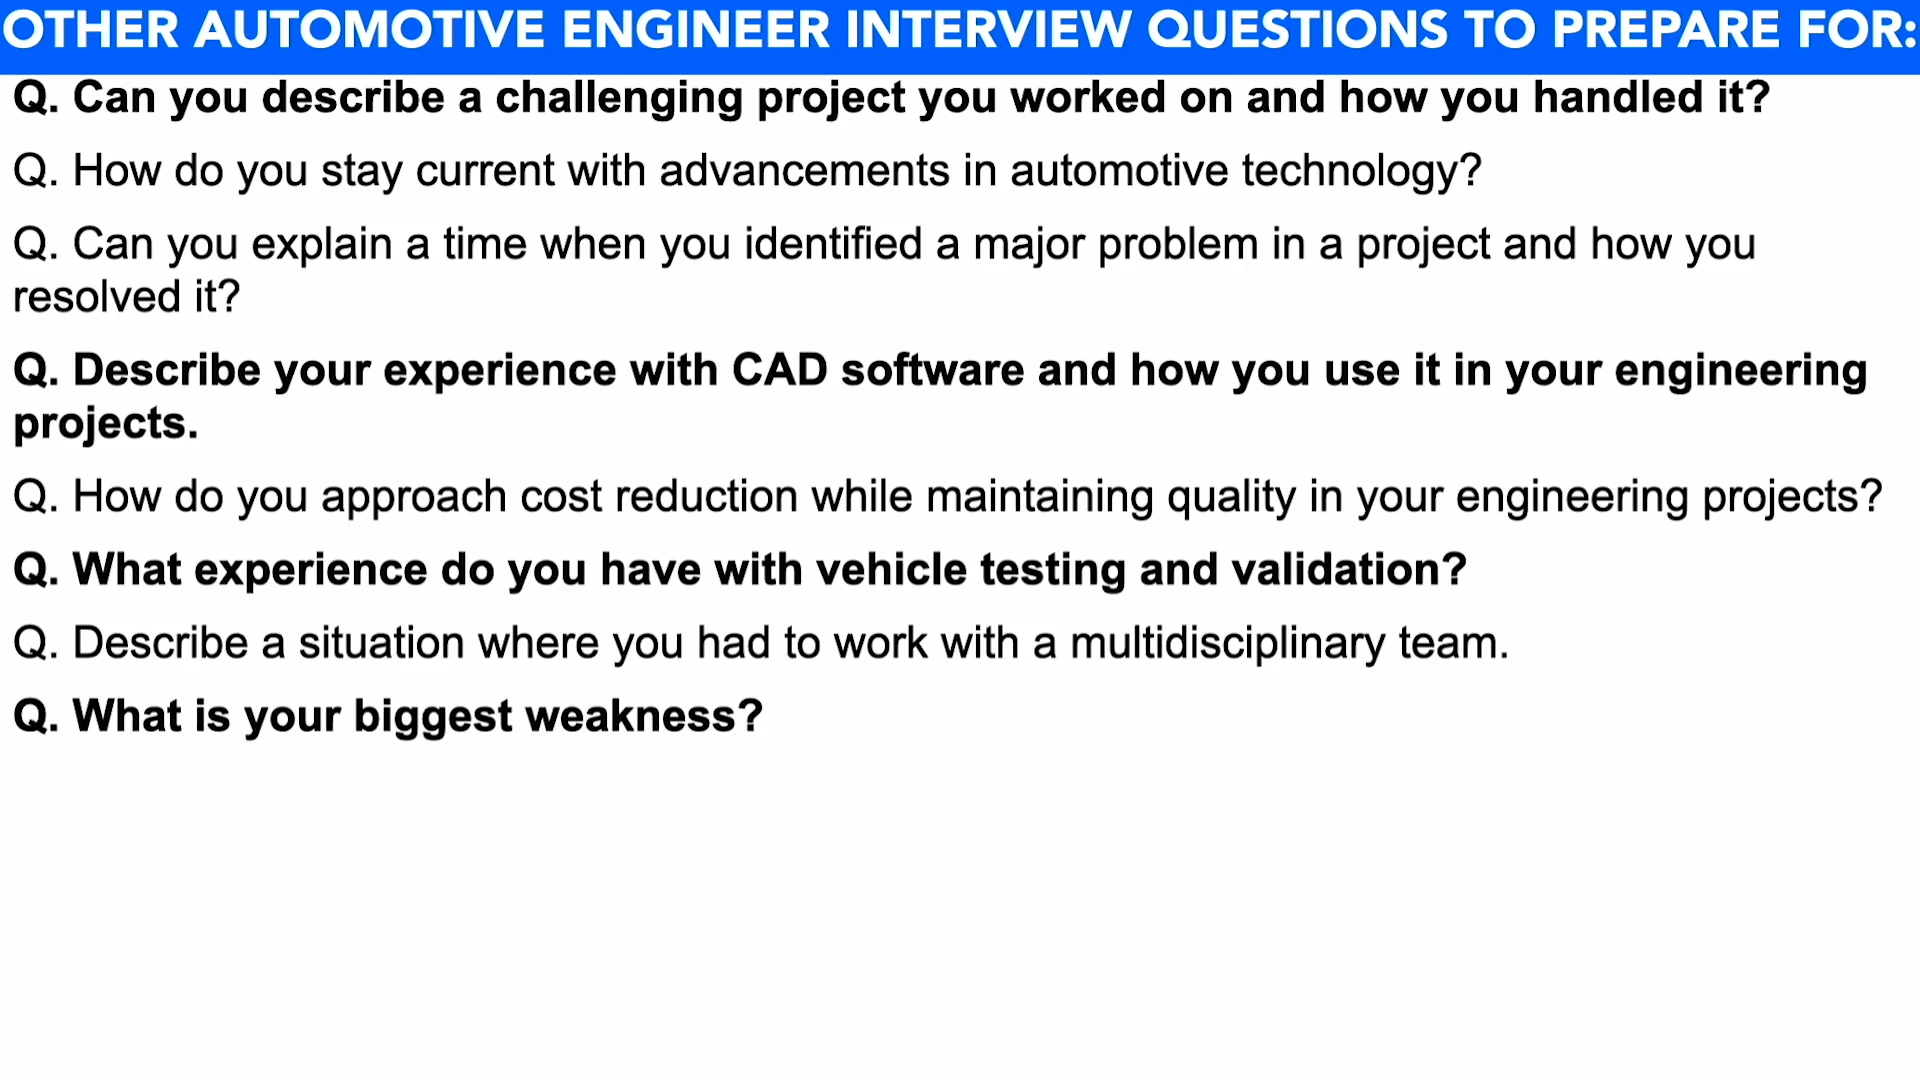 OTHER AUTOMOTIVE ENGINEER INTERVIEW QUESTIONS TO PREPARE FOR:
Q. Can you describe a challenging project you worked on and how you handled it?
Q. How do you stay current with advancements in automotive technology?
Q. Can you explain a time when you identified a major problem in a project and how you
resolved it?
Q. Describe your experience with CAD software and how you use it in your engineering
projects.
Q. How do you approach cost reduction while maintaining quality in your engineering projects?
Q. What experience do you have with vehicle testing and validation?
Q. Describe a situation where you had to work with a multidisciplinary team.
Q. What is your biggest weakness?